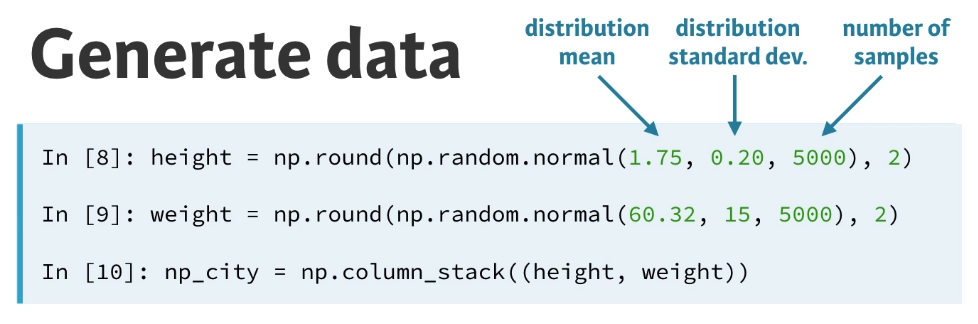 Generate data
distribution
mean
distribution
standard dev.
number of
samples
In [8]: height = np.round(np.random.normal(1.75, 0.20, 5000), 2)
In [9]: weight = np.round(np.random.normal(60.32, 15, 5000), 2)
In [10]: np_city = np.column_stack((height, weight))